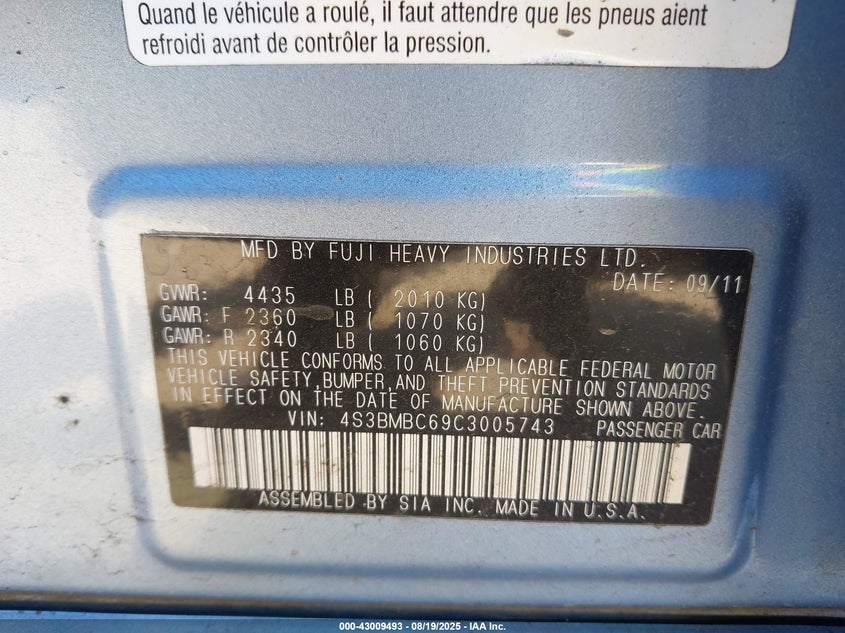 Quand le véhicule a roulé, il faut attendre que les pneus aient
refroidi avant de contrôler la pression.
MFD BY FUJI HEAVY INDUSTRIES LTD.
DATE: 09/11
GVWR: 4435 LB ( 2010 KG)
GAWR: F 2360 LB ( 1070 KG)
GAWR: R 2340 LB ( 1060 KG)
THIS VEHICLE CONFORMS TO ALL APPLICABLE FEDERAL MOTOR
VEHICLE SAFETY,BUMPER,AND THEFT PREVENTION STANDARDS
IN EFFECT ON THE DATE OF MANUFACTURE SHOWN ABOVE.
VIN: 4S3BMBC69C3005743 PASSENGER CAR
ASSEMBLED BY SIA INC. MADE IN U.S.A.
000-43009493 - 08/19/2025 - IAA Inc.